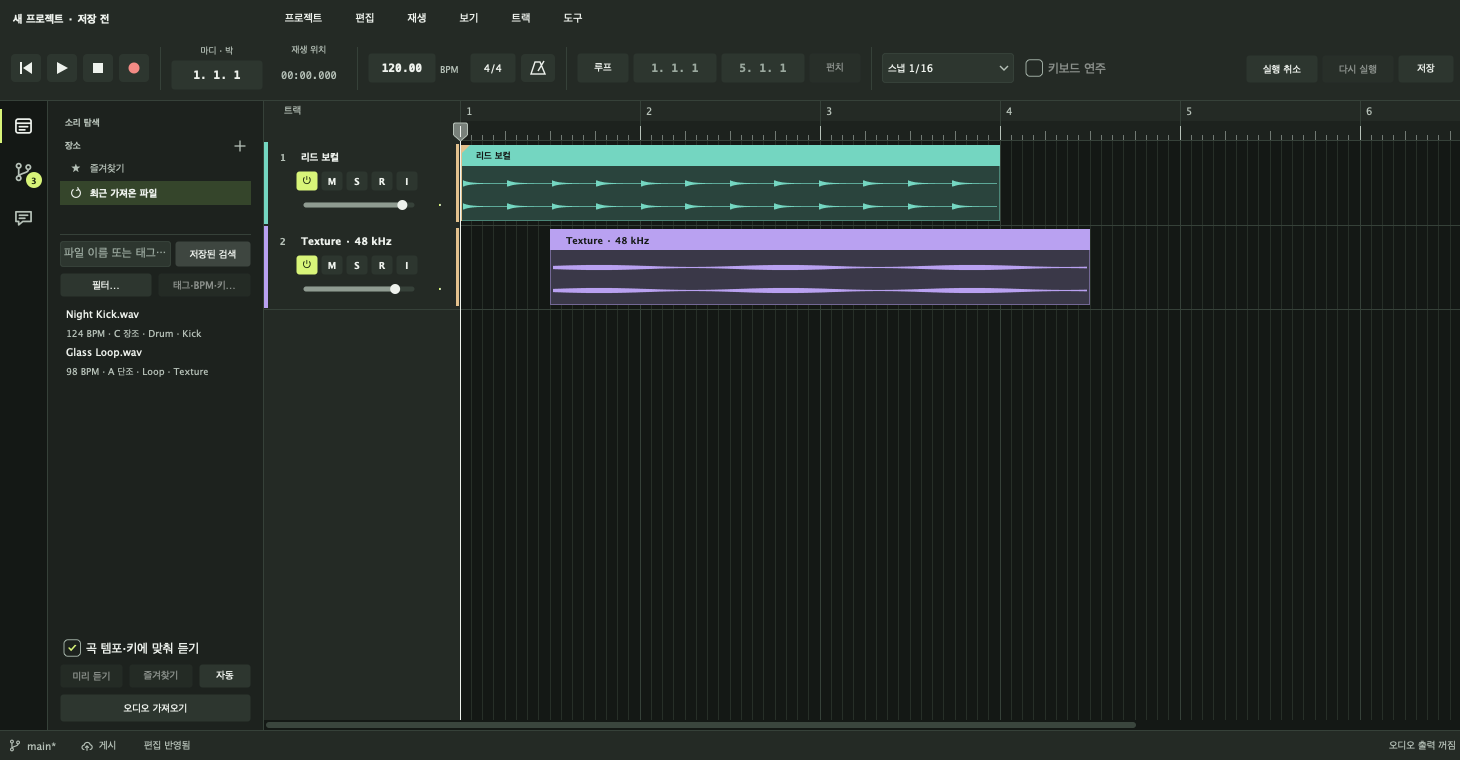 새 프로젝트 · 저장 전
프로젝트 편집 재생 보기 트랙 도구
마디 · 박
1. 1. 1
재생 위치
00:00.000
120.00 BPM 4/4
루프 1. 1. 1 5. 1. 1 펀치
스냅 1/16
키보드 연주
실행 취소 다시 실행 저장
3
소리 탐색
장소
즐겨찾기
최근 가져온 파일
파일 이름 또는 태그… 저장된 검색
필터… 태그·BPM·키…
Night Kick.wav
124 BPM · C 장조 · Drum · Kick
Glass Loop.wav
98 BPM · A 단조 · Loop · Texture
곡 템포·키에 맞춰 듣기
미리 듣기 즐겨찾기 자동
오디오 가져오기
트랙
1 2 3 4 5 6
1 리드 보컬
M S R I
리드 보컬
2 Texture · 48 kHz
M S R I
Texture · 48 kHz
main* 게시 편집 반영됨
오디오 출력 꺼짐